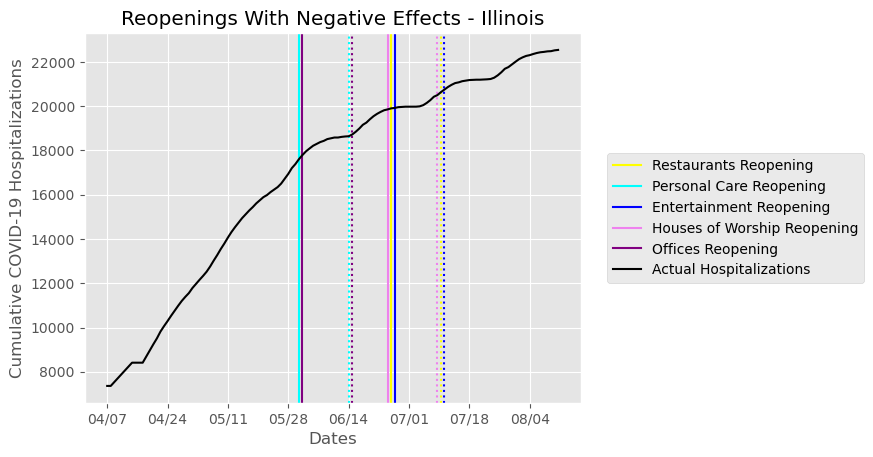 Reopenings With Negative Effects - Illinois
Cumulative COVID-19 Hospitalizations
22000
20000
18000
16000
14000
12000
10000
8000
04/07 04/24 05/11 05/28 06/14 07/01 07/18 08/04
Dates
Restaurants Reopening
Personal Care Reopening
Entertainment Reopening
Houses of Worship Reopening
Offices Reopening
Actual Hospitalizations